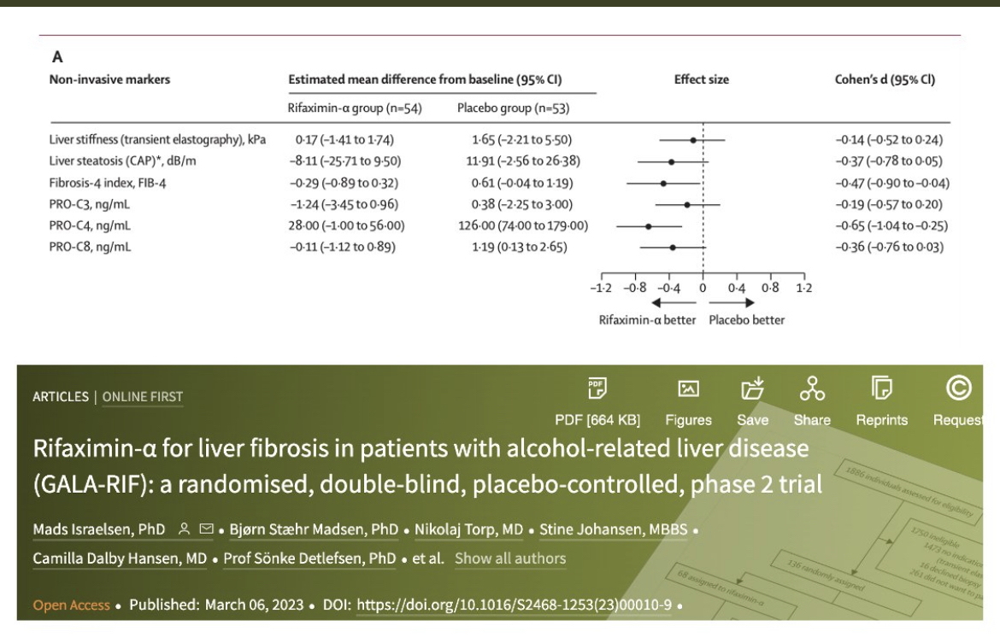 A
Non-invasive markers Estimated mean difference from baseline (95% CI) Effect size Cohen's d (95% CI)
Rifaximin-α group (n=54) Placebo group (n=53)
Liver stiffness (transient elastography), kPa 0·17 (–1·41 to 1·74) 1·65 (–2·21 to 5·50) –0·14 (–0·52 to 0·24)
Liver steatosis (CAP)*, dB/m –8·11 (–25·71 to 9·50) 11·91 (–2·56 to 26·38) –0·37 (–0·78 to 0·05)
Fibrosis-4 index, FIB-4 –0·29 (–0·89 to 0·32) 0·61 (–0·04 to 1·19) –0·47 (–0·90 to –0·04)
PRO-C3, ng/mL –1·24 (–3·45 to 0·96) 0·38 (–2·25 to 3·00) –0·19 (–0·57 to 0·20)
PRO-C4, ng/mL 28·00 (–1·00 to 56·00) 126·00 (74·00 to 179·00) –0·65 (–1·04 to –0·25)
PRO-C8, ng/mL –0·11 (–1·12 to 0·89) 1·19 (0·13 to 2·65) –0·36 (–0·76 to 0·03)
–1·2 –0·8 –0·4 0 0·4 0·8 1·2
Rifaximin-α better Placebo better
ARTICLES | ONLINE FIRST
PDF
PDF [664 KB] Figures Save Share Reprints Request
Rifaximin-α for liver fibrosis in patients with alcohol-related liver disease
(GALA-RIF): a randomised, double-blind, placebo-controlled, phase 2 trial
Mads Israelsen, PhD • Bjørn Stæhr Madsen, PhD • Nikolaj Torp, MD • Stine Johansen, MBBS •
Camilla Dalby Hansen, MD • Prof Sönke Detlefsen, PhD • et al. Show all authors
Open Access • Published: March 06, 2023 • DOI: https://doi.org/10.1016/S2468-1253(23)00010-9 •
1886 individuals assessed for eligibility
1750 ineligible
1473 no indication
(transient
16 declined biopsy
261 did not want to
136 randomly assigned
68 assigned to rifaximin-α